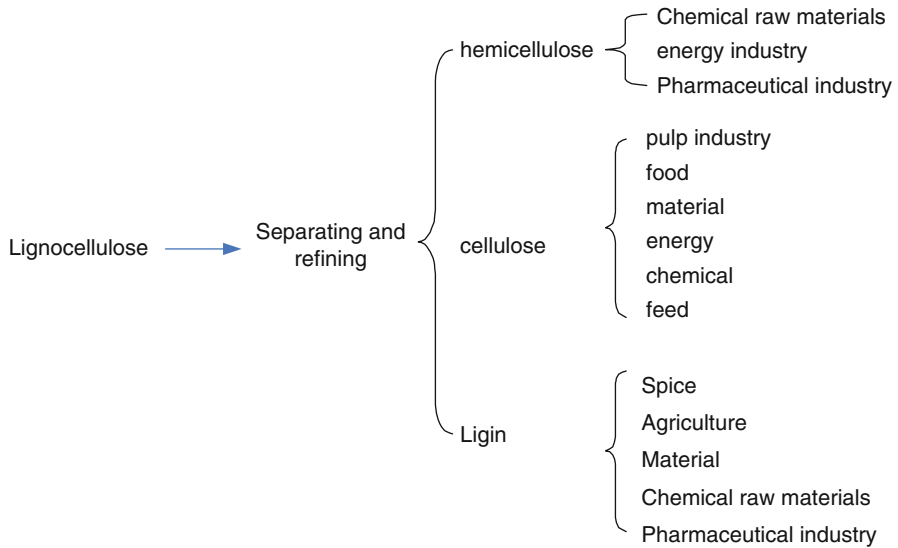 Lignocellulose
Separating and
refining
hemicellulose
Chemical raw materials
energy industry
Pharmaceutical industry
cellulose
pulp industry
food
material
energy
chemical
feed
Ligin
Spice
Agriculture
Material
Chemical raw materials
Pharmaceutical industry